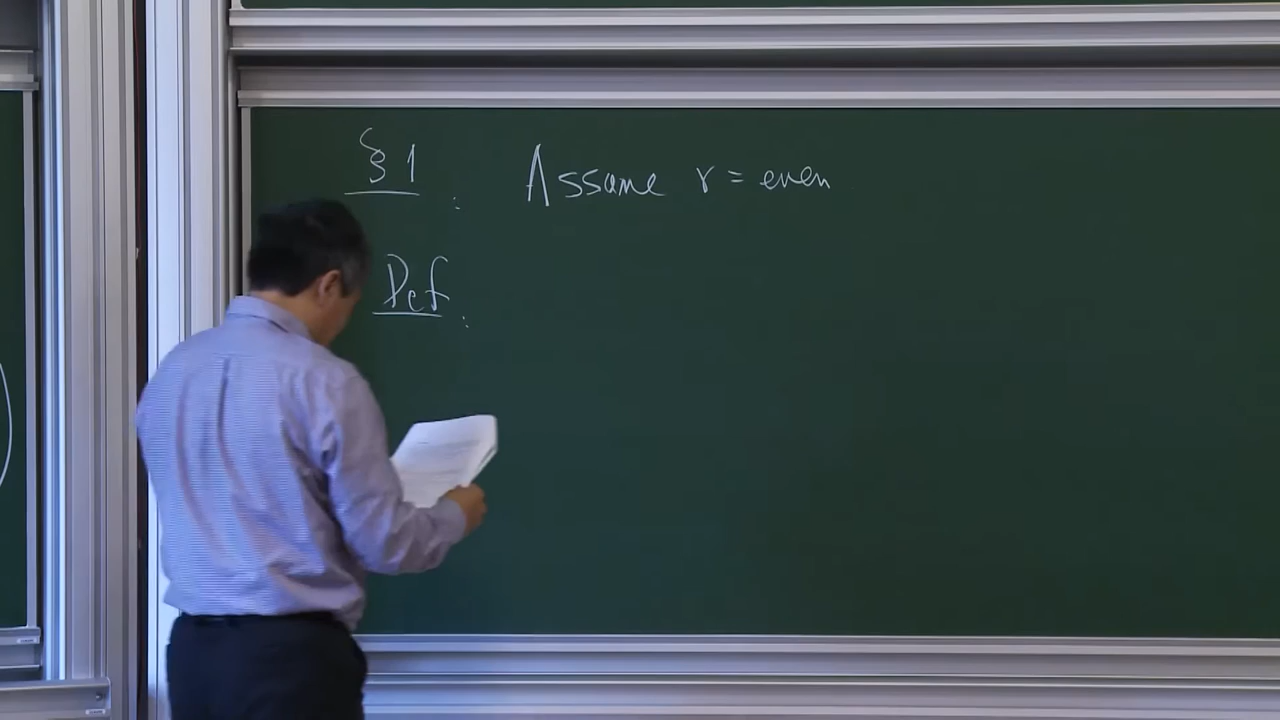 §1 : Assume r = even
Def :